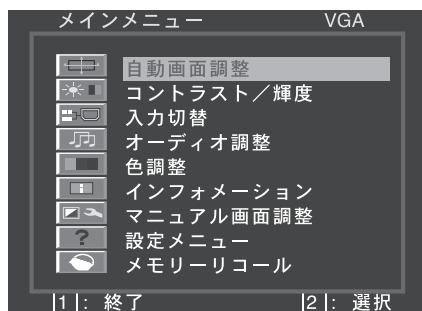 メインメニュー VGA
自動画面調整
コントラスト／輝度
入力切替
オーディオ調整
色調整
インフォメーション
マニュアル画面調整
設定メニュー
メモリーリコール
|1|: 終了 |2|: 選択